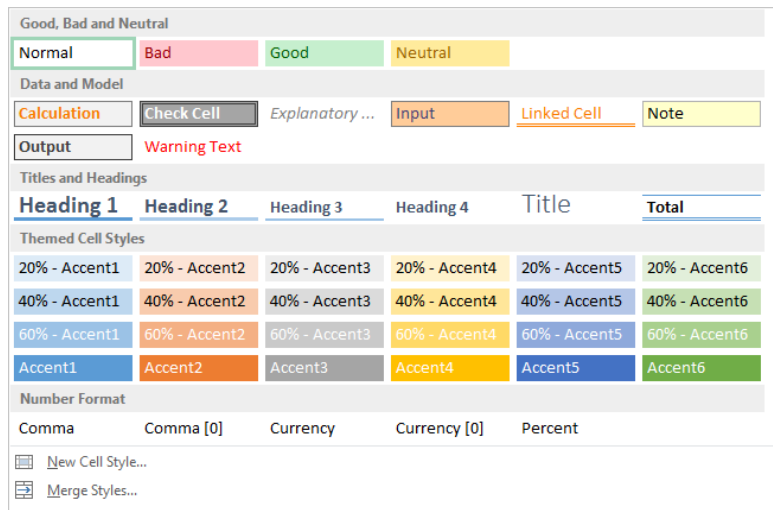 Good, Bad and Neutral
Normal Bad Good Neutral
Data and Model
Calculation Check Cell Explanatory ... Input Linked Cell Note
Output Warning Text
Titles and Headings
Heading 1 Heading 2 Heading 3 Heading 4 Title Total
Themed Cell Styles
20% - Accent1 20% - Accent2 20% - Accent3 20% - Accent4 20% - Accent5 20% - Accent6
40% - Accent1 40% - Accent2 40% - Accent3 40% - Accent4 40% - Accent5 40% - Accent6
60% - Accent1 60% - Accent2 60% - Accent3 60% - Accent4 60% - Accent5 60% - Accent6
Accent1 Accent2 Accent3 Accent4 Accent5 Accent6
Number Format
Comma Comma [0] Currency Currency [0] Percent
New Cell Style...
Merge Styles...